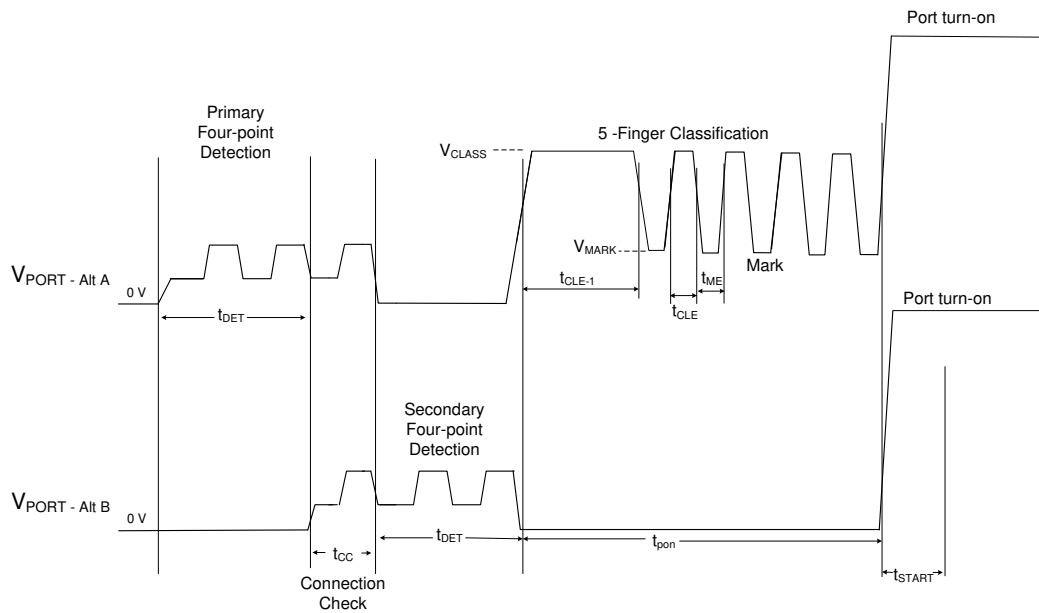 Port turn-on
Primary
Four-point
Detection
5 -Finger Classification
VCLASS
VMARK
Mark
VPORT - Alt A
0 V
tDET
tCLE-1
tCLE
tME
Port turn-on
Secondary
Four-point
Detection
VPORT - Alt B
0 V
tCC
tDET
tpon
tSTART
Connection
Check